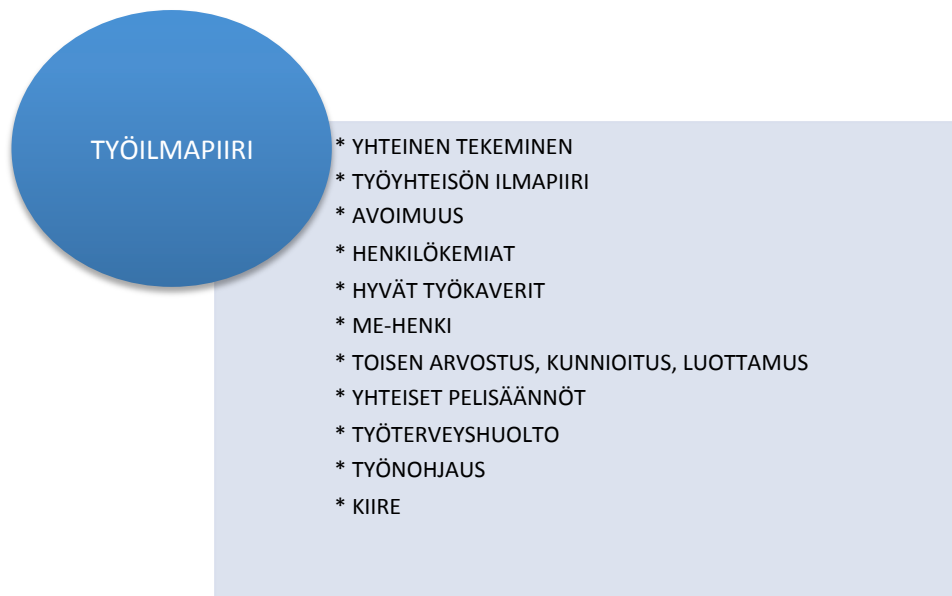 TYÖILMAPIIRI
* YHTEINEN TEKEMINEN
* TYÖYHTEISÖN ILMAPIIRI
* AVOIMUUS
* HENKILÖKEMIAT
* HYVÄT TYÖKAVERIT
* ME-HENKI
* TOISEN ARVOSTUS, KUNNIOITUS, LUOTTAMUS
* YHTEISET PELISÄÄNNÖT
* TYÖTERVEYSHUOLTO
* TYÖNOHJAUS
* KIIRE